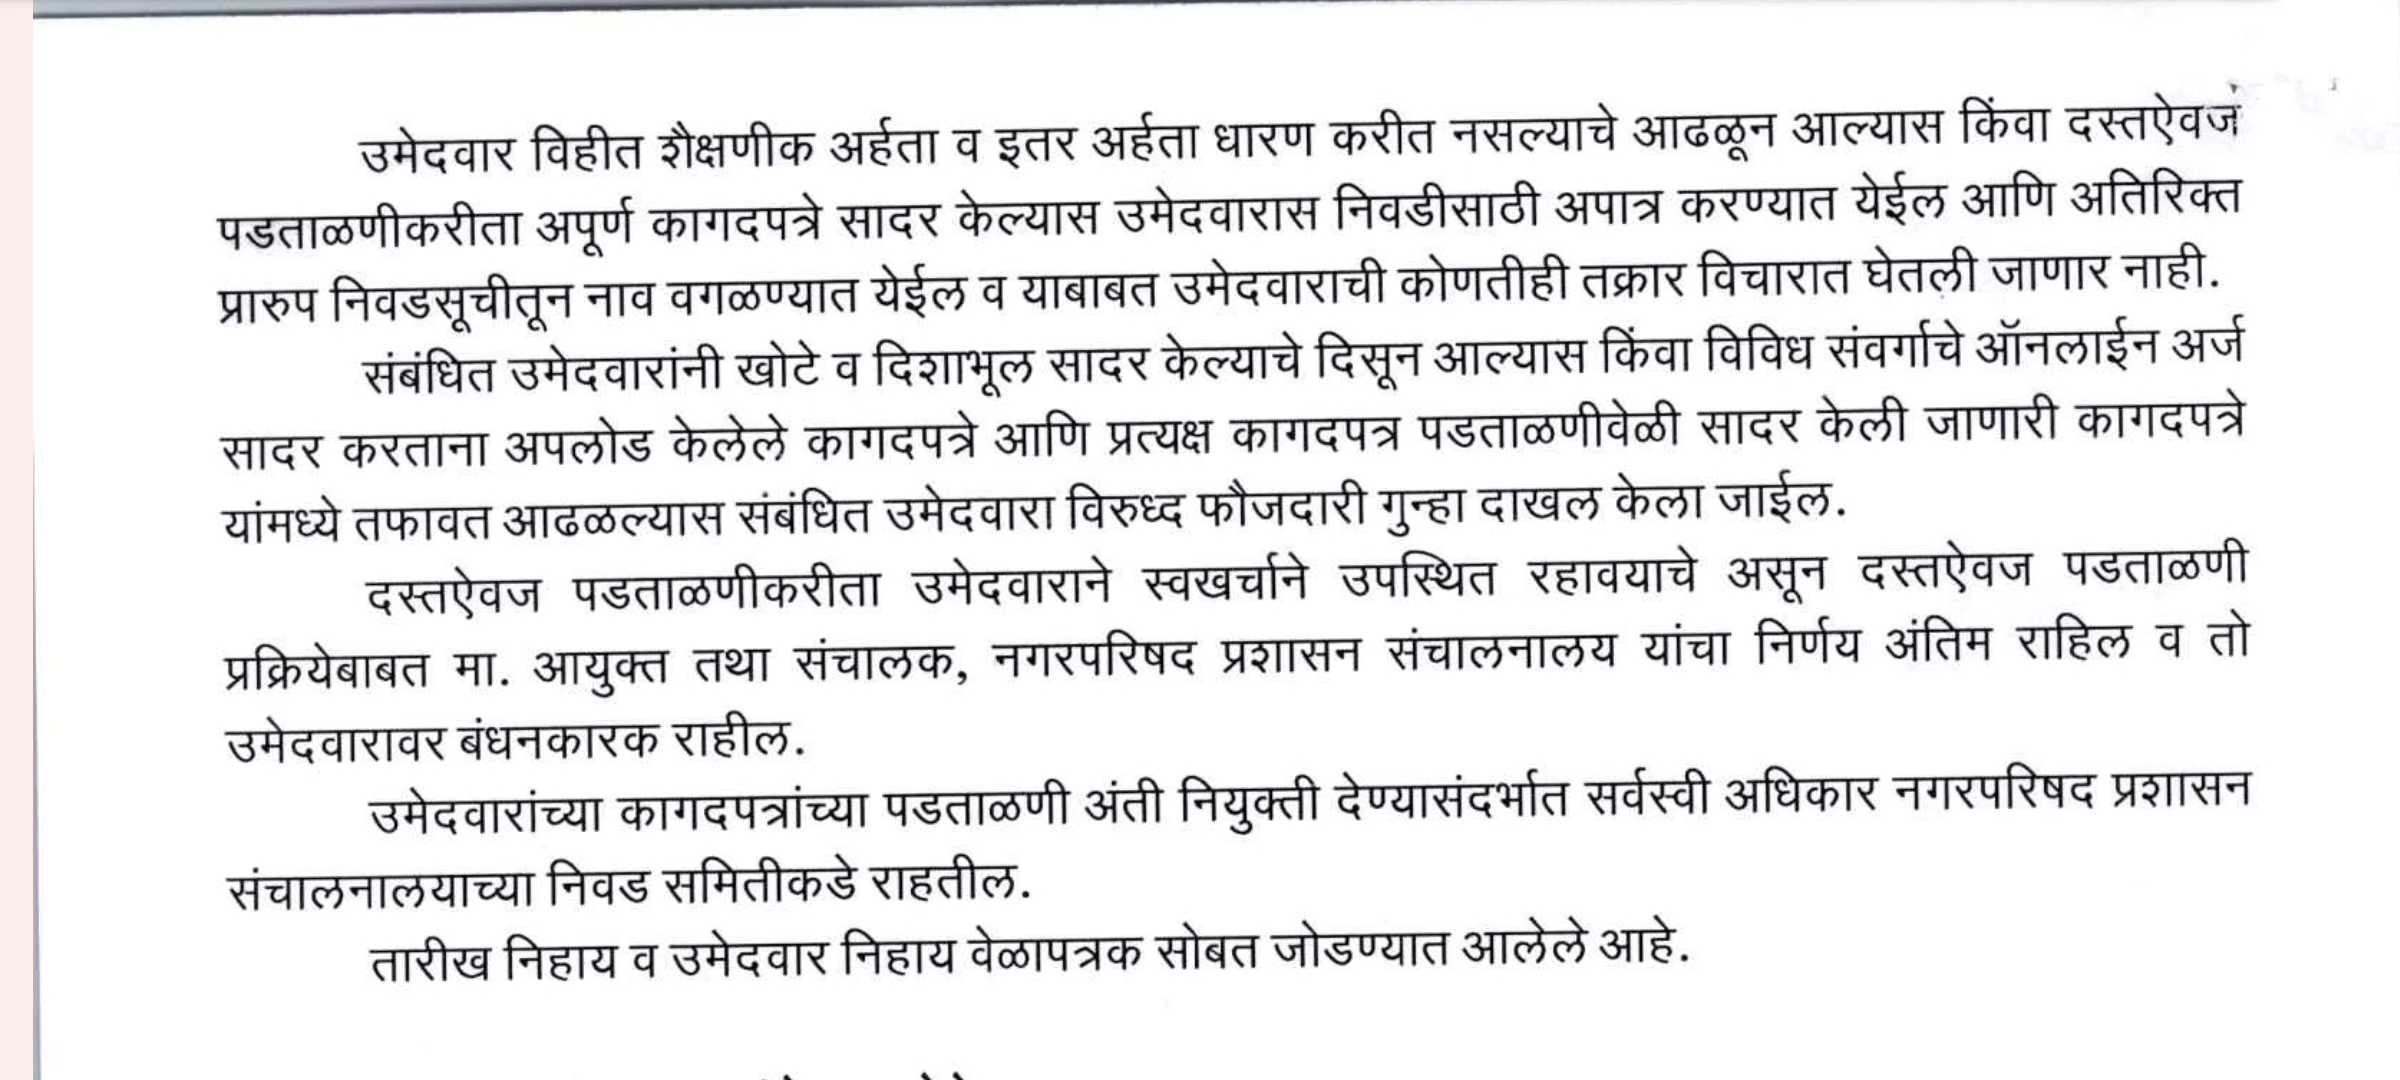 उमेदवार विहीत शैक्षणीक अर्हता व इतर अर्हता धारण करीत नसल्याचे आढळून आल्यास किंवा दस्तऐवज
पडताळणीकरीता अपूर्ण कागदपत्रे सादर केल्यास उमेदवारास निवडीसाठी अपात्र करण्यात येईल आणि अतिरिक्त
प्रारुप निवडसूचीतून नाव वगळण्यात येईल व याबाबत उमेदवाराची कोणतीही तक्रार विचारात घेतली जाणार नाही.
संबंधित उमेदवारांनी खोटे व दिशाभूल सादर केल्याचे दिसून आल्यास किंवा विविध संवर्गाचे ऑनलाईन अर्ज
सादर करताना अपलोड केलेले कागदपत्रे आणि प्रत्यक्ष कागदपत्र पडताळणीवेळी सादर केली जाणारी कागदपत्रे
यांमध्ये तफावत आढळल्यास संबंधित उमेदवारा विरुध्द फौजदारी गुन्हा दाखल केला जाईल.
दस्तऐवज पडताळणीकरीता उमेदवाराने स्वखर्चाने उपस्थित रहावयाचे असून दस्तऐवज पडताळणी
प्रक्रियेबाबत मा. आयुक्त तथा संचालक, नगरपरिषद प्रशासन संचालनालय यांचा निर्णय अंतिम राहिल व तो
उमेदवारावर बंधनकारक राहील.
उमेदवारांच्या कागदपत्रांच्या पडताळणी अंती नियुक्ती देण्यासंदर्भात सर्वस्वी अधिकार नगरपरिषद प्रशासन
संचालनालयाच्या निवड समितीकडे राहतील.
तारीख निहाय व उमेदवार निहाय वेळापत्रक सोबत जोडण्यात आलेले आहे.